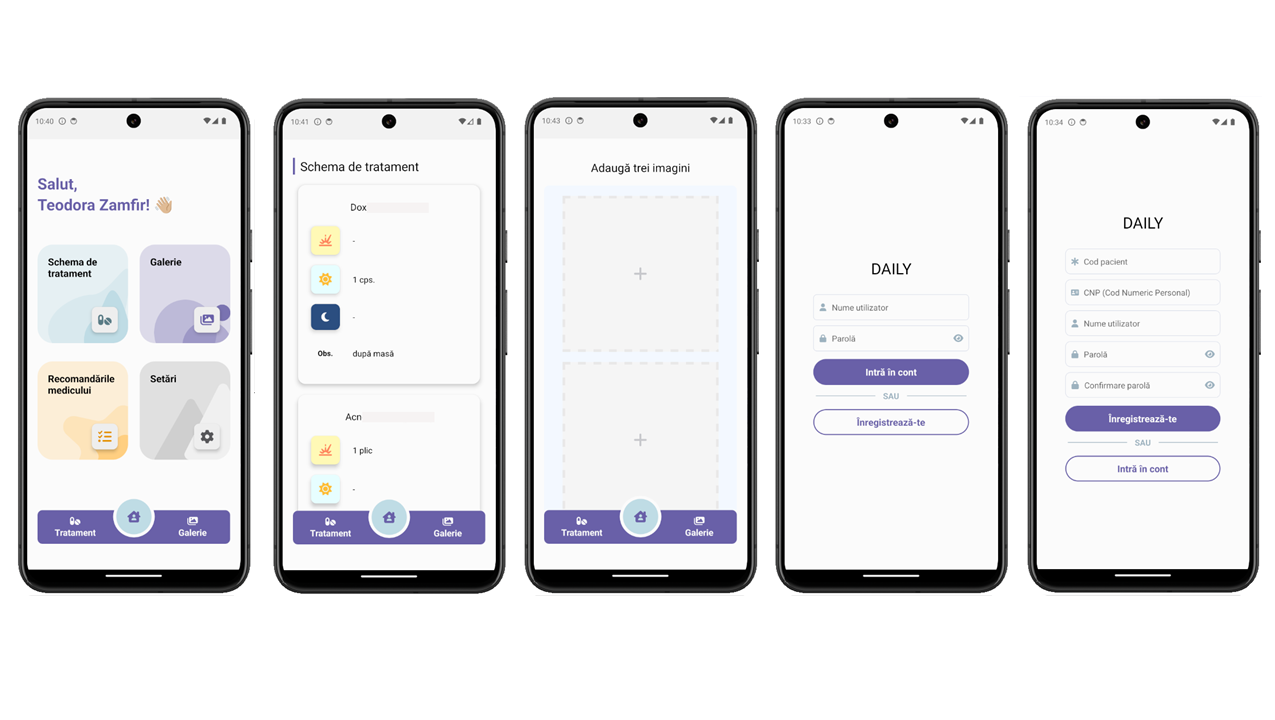 10:40
Salut,
Teodora Zamfir! 👋🏼
Schema de
tratament
Galerie
Recomandările
medicului
Setări
Tratament
Galerie
10:41
Schema de tratament
Dox
-
1 cps.
-
Obs.
după masă
Acn
1 plic
-
Tratament
Galerie
10:43
Adaugă trei imagini
+
+
Tratament
Galerie
10:33
DAILY
Nume utilizator
Parolă
Intră în cont
SAU
Înregistrează-te
10:34
DAILY
Cod pacient
CNP (Cod Numeric Personal)
Nume utilizator
Parolă
Confirmare parolă
Înregistrează-te
SAU
Intră în cont